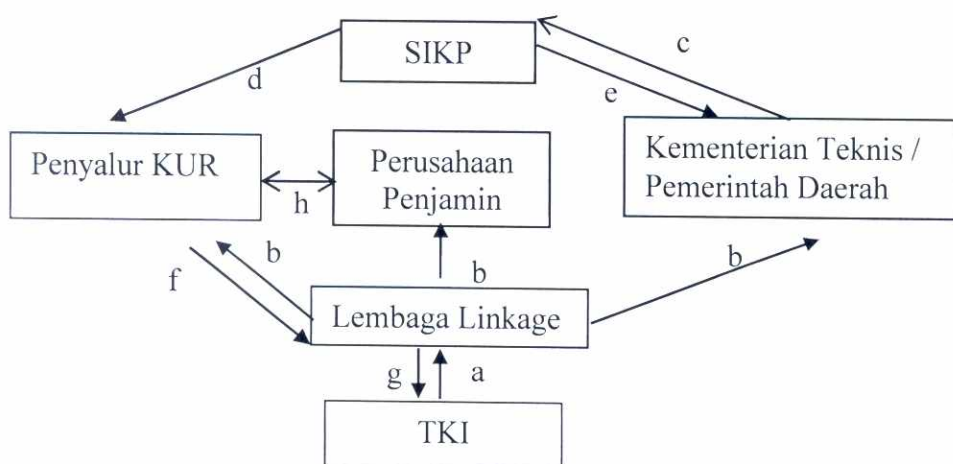 SIKP
c
d
e
Penyalur KUR
Perusahaan
Penjamin
Kementerian Teknis /
Pemerintah Daerah
h
b
b
b
f
Lembaga Linkage
g
a
TKI